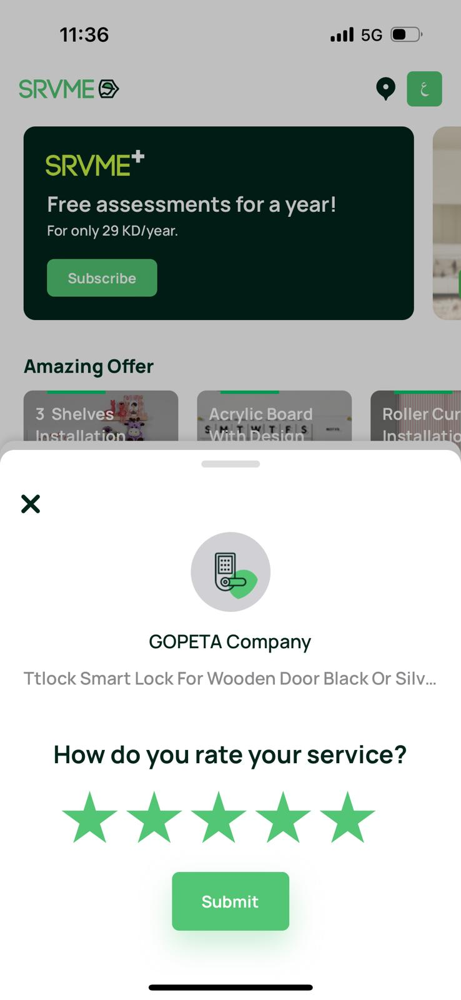 11:36
5G
SRVME
ع
SRVME+
Free assessments for a year!
For only 29 KD/year.
Subscribe
Amazing Offer
3 Shelves
Installation
Acrylic Board
With Design
S M T W T F S
Roller Cur
Installatio
GOPETA Company
Ttlock Smart Lock For Wooden Door Black Or Silv...
How do you rate your service?
Submit